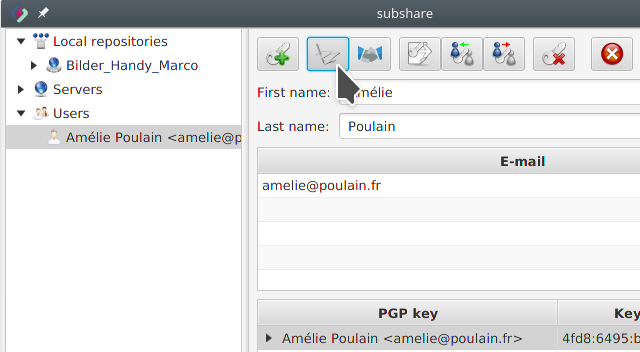 subshare
Local repositories
Bilder_Handy_Marco
Servers
Users
Amélie Poulain <amelie@p
First name:
mélie
Last name:
Poulain
E-mail
amelie@poulain.fr
PGP key
Key
Amélie Poulain <amelie@poulain.fr>
4fd8:6495:b